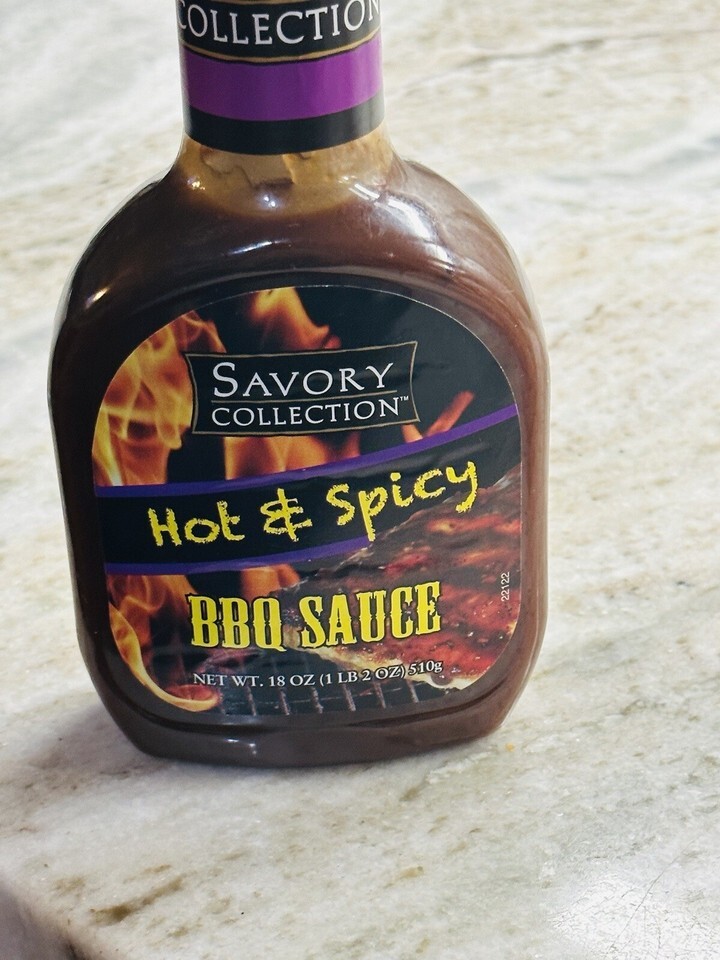 COLLECTION
SAVORY
COLLECTION™
Hot & Spicy
BBQ SAUCE
22122
NET WT. 18 OZ (1 LB 2 OZ) 510g